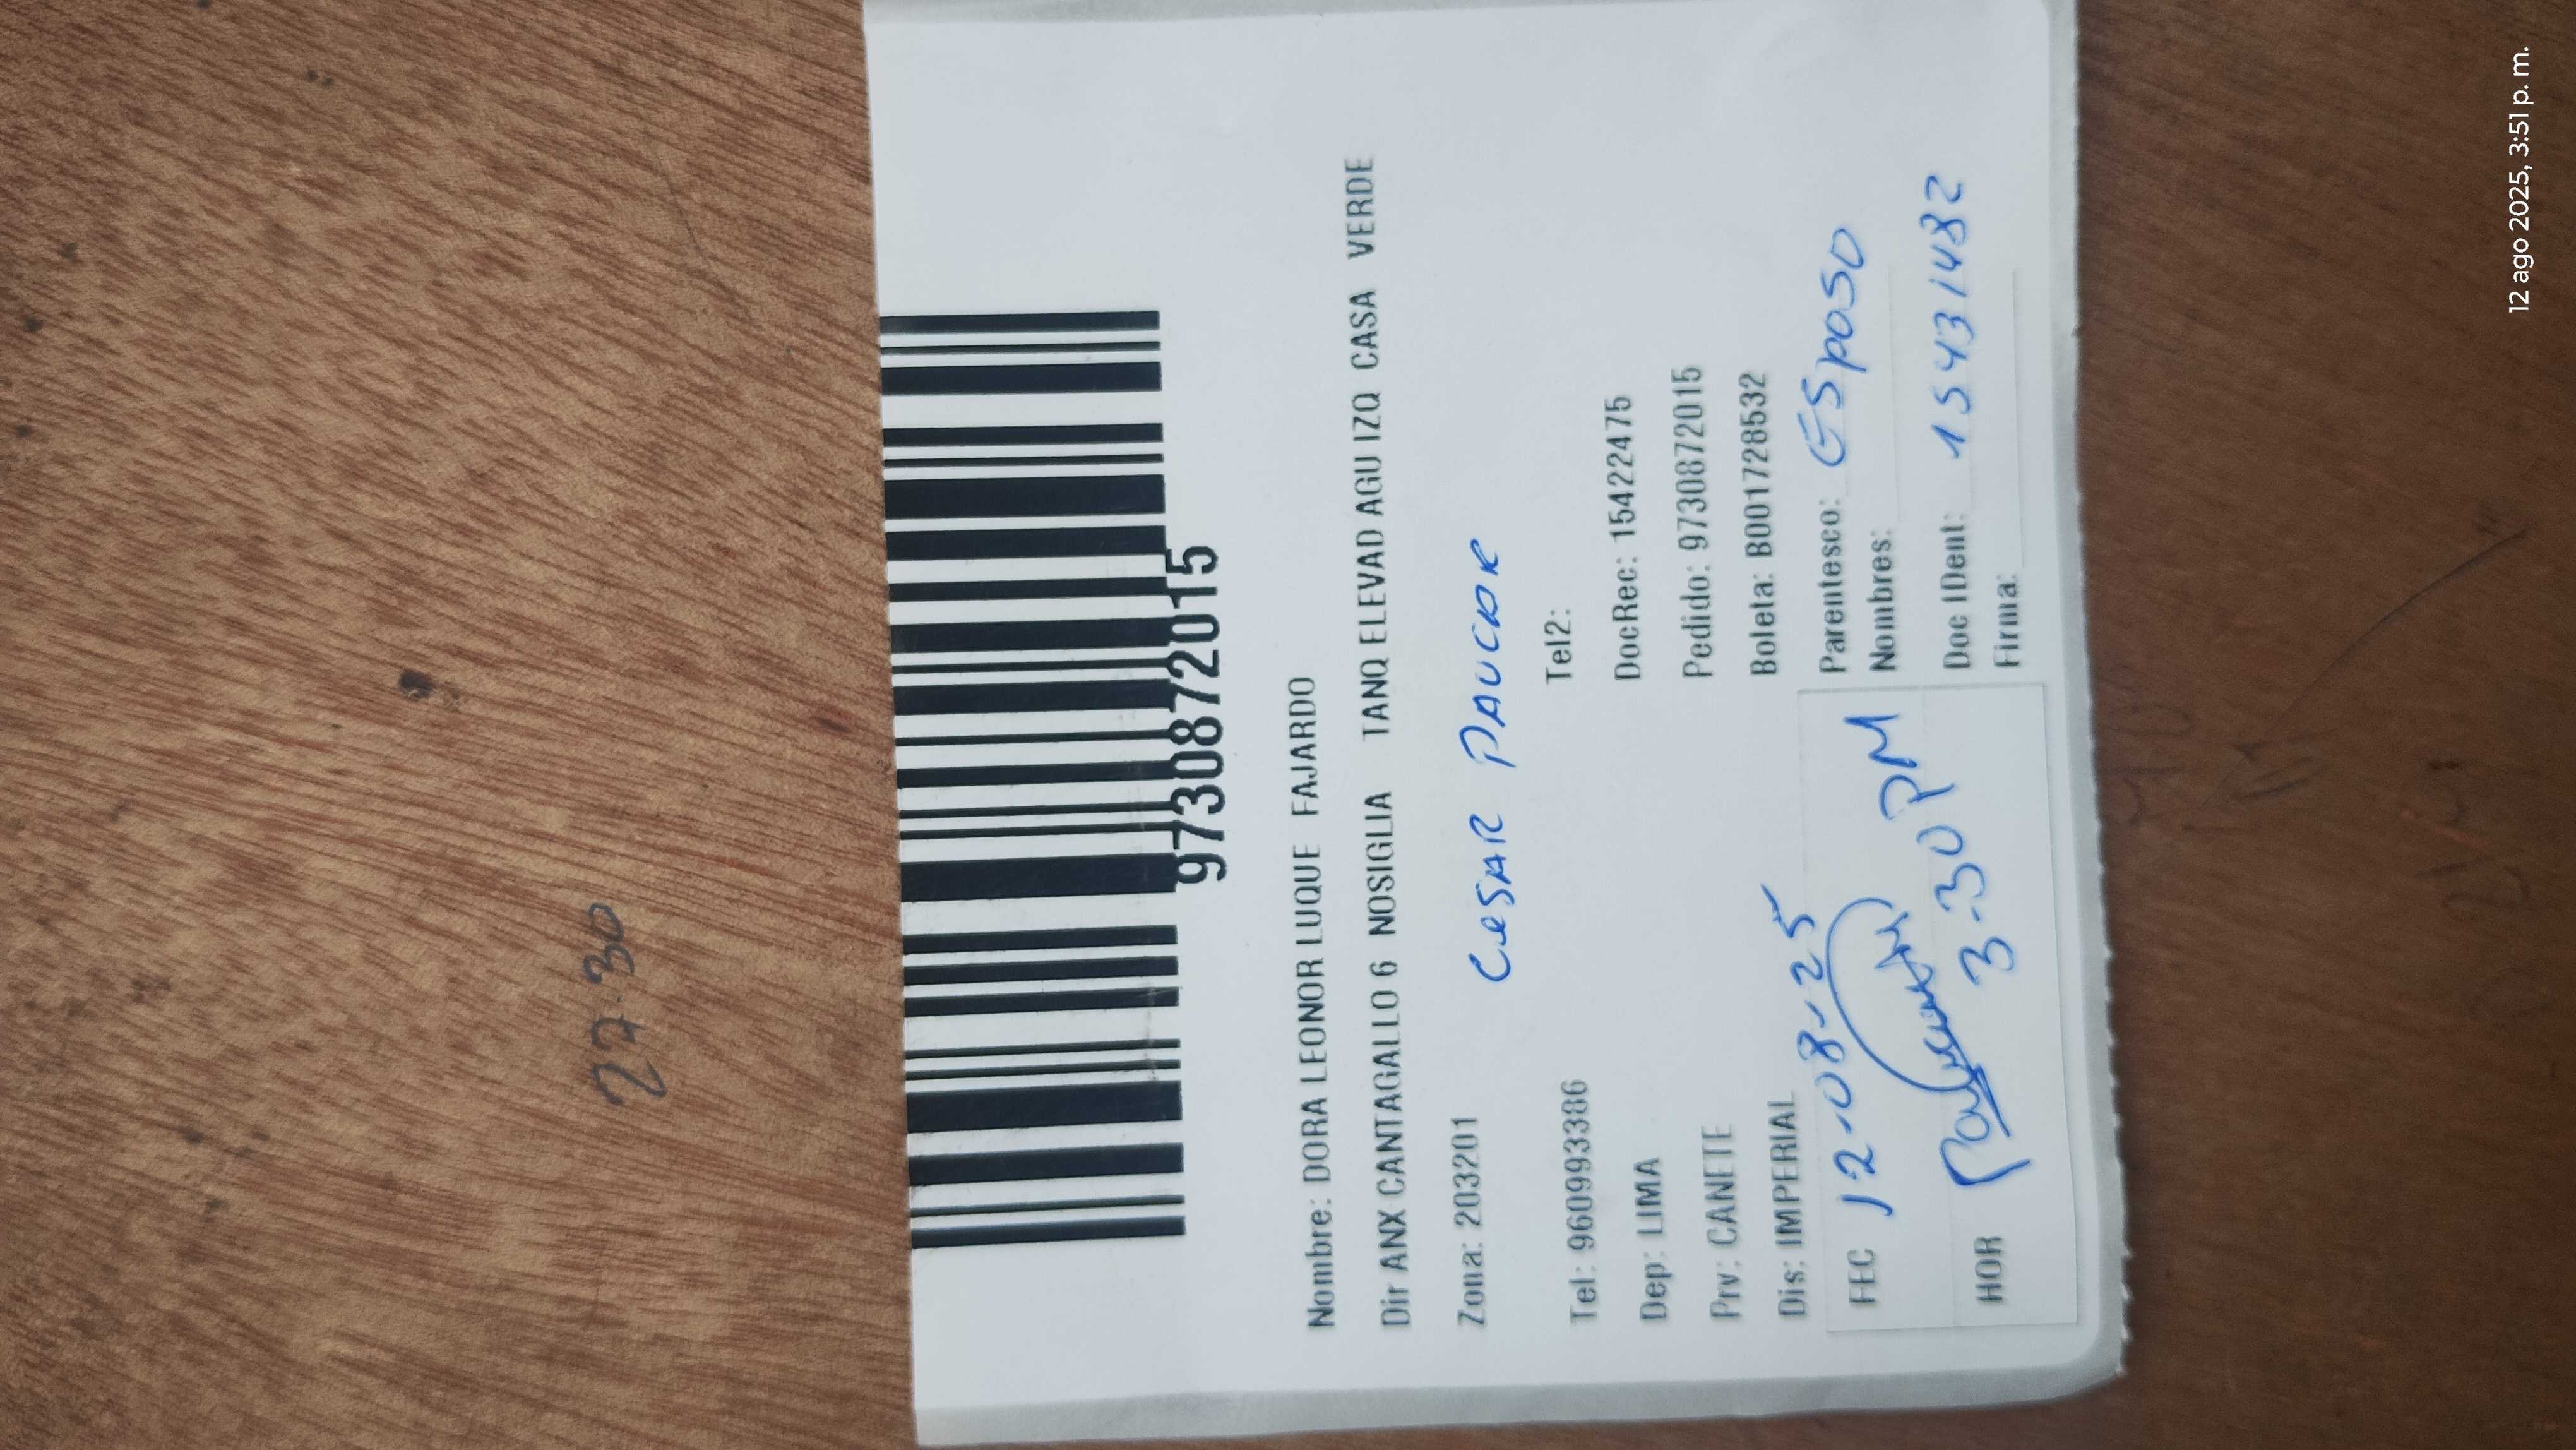 27.30
9730872015
Nombre: DORA LEONOR LUQUE FAJARDO
Dir ANX CANTAGALLO 6 NOSIGLIA TANQ ELEVAD AGU IZQ CASA VERDE
Zona: 2033201
CESAR PAUCAR
Tel: 960993386 Tel2:
Dep: LIMA DocRec: 15422475
Prv: CANETE Pedido: 9730872015
Dis: IMPERIAL Boleta: B001728532
FEC 12-08-25 Parentesco: ESposo
Nombres:
HOR 3-30 PM Doc IDent: 15431482
Firma:
12 ago 2025, 3:51 p. m.